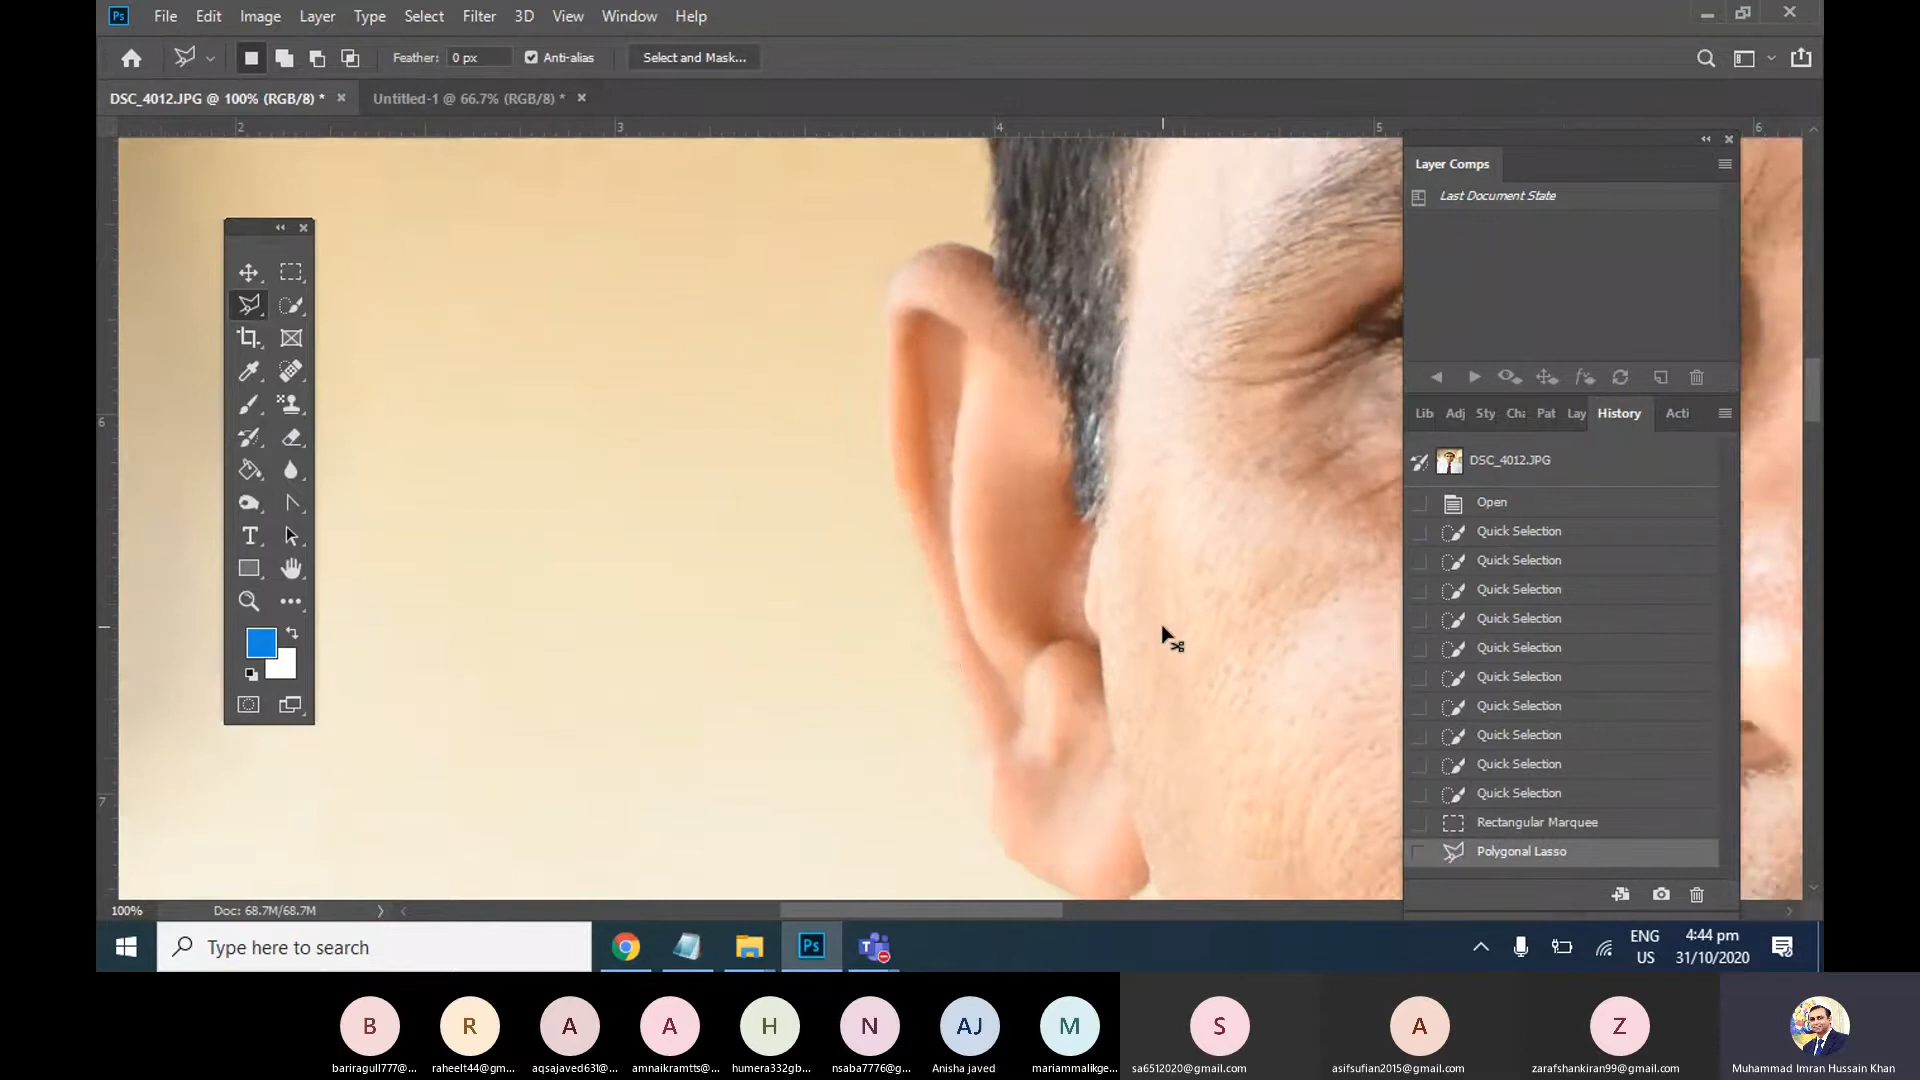 Ps File Edit Image Layer Type Select Filter 3D View Window Help
Feather: 0 px Anti-alias Select and Mask...
DSC_4012.JPG @ 100% (RGB/8) * × Untitled-1 @ 66.7% (RGB/8) * ×
2 3 4 5 6
Layer Comps
Last Document State
6
Lib Adj Sty Cha Pat Lay History Acti
DSC_4012.JPG
Open
Quick Selection
Quick Selection
Quick Selection
Quick Selection
Quick Selection
Quick Selection
Quick Selection
Quick Selection
Quick Selection
Quick Selection
Rectangular Marquee
Polygonal Lasso
7
T
100% Doc: 68.7M/68.7M
Type here to search
Ps
T
ENG
US
4:44 pm
31/10/2020
B R A A H N AJ M S A Z
bariragull777@... raheelt44@gm... aqsajaved631@... amnaikramtts@... humera332gb... nsaba7776@g... Anisha javed mariammalikge... sa6512020@gmail.com asifsufian2015@gmail.com zarafshankiran99@gmail.com Muhammad Imran Hussain Khan